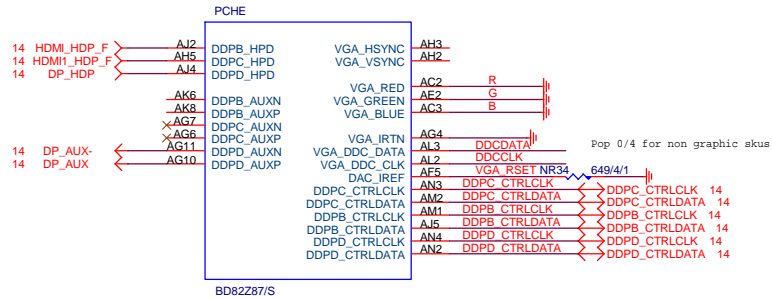 PCHE
14 HDMI_HDP_F AJ2 DDPB_HPD VGA_HSYNC AH3
14 HDMI1_HDP_F AH5 DDPC_HPD VGA_VSYNC AH2
14 DP_HDP AJ4 DDPD_HPD
VGA_RED AC2 R
AK6 DDPB_AUXN VGA_GREEN AE2 G
AK8 DDPB_AUXP VGA_BLUE AC3 B
AG7 DDPC_AUXN
AG6 DDPC_AUXP VGA_IRTN AG4
14 DP_AUX- AG11 DDPD_AUXN VGA_DDC_DATA AL3 DDCDATA Pop 0/4 for non graphic skus
14 DP_AUX AG10 DDPD_AUXP VGA_DDC_CLK AL2 DDCCLK
DAC_IREF AF5 VGA_RSET NR34 649/4/1
DDPC_CTRLCLK AN3 DDPC_CTRLCLK DDPC_CTRLCLK 14
DDPC_CTRLDATA AM2 DDPC_CTRLDATA DDPC_CTRLDATA 14
DDPB_CTRLCLK AM1 DDPB_CTRLCLK DDPB_CTRLCLK 14
DDPB_CTRLDATA AJ5 DDPB_CTRLDATA DDPB_CTRLDATA 14
DDPD_CTRLCLK AN4 DDPD_CTRLCLK DDPD_CTRLCLK 14
DDPD_CTRLDATA AN2 DDPD_CTRLDATA DDPD_CTRLDATA 14
BD82Z87/S